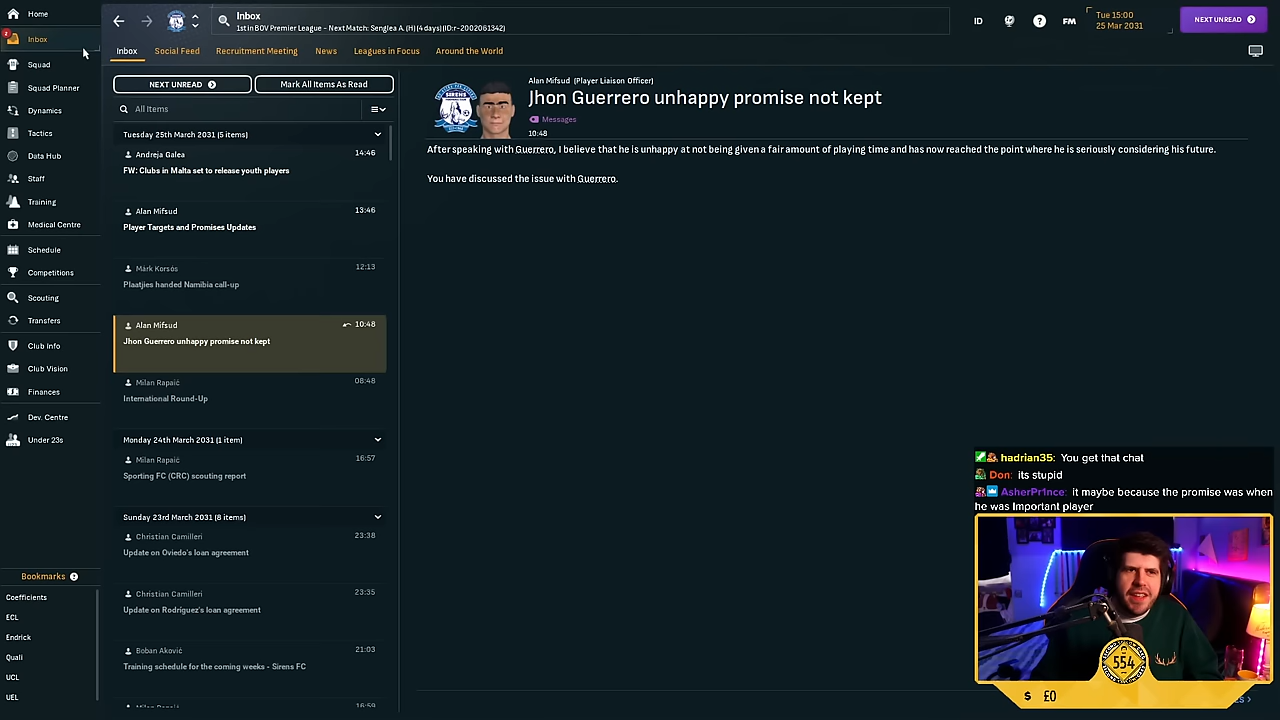 Home
2
Inbox
Squad
Squad Planner
Dynamics
Tactics
Data Hub
Staff
Training
Medical Centre
Schedule
Competitions
Scouting
Transfers
Club Info
Club Vision
Finances
Dev. Centre
Under 23s
Bookmarks
Coefficients
ECL
Endrick
Quali
UCL
UEL
Inbox
1st in BOV Premier League - Next Match: Senglea A. (H) (4 days) (ID:r-2002061342)
ID
?
FM
Tue 15:00
25 Mar 2031
NEXT UNREAD
Inbox
Social Feed
Recruitment Meeting
News
Leagues in Focus
Around the World
NEXT UNREAD
Mark All Items As Read
All Items
Tuesday 25th March 2031 (5 items)
Andreja Galea 14:46
FW: Clubs in Malta set to release youth players
Alan Mifsud 13:46
Player Targets and Promises Updates
Márk Korsós 12:13
Plaatjies handed Namibia call-up
Alan Mifsud 10:48
Jhon Guerrero unhappy promise not kept
Milan Rapaić 08:48
International Round-Up
Monday 24th March 2031 (1 item)
Milan Rapaić 16:57
Sporting FC (CRC) scouting report
Sunday 23rd March 2031 (8 items)
Christian Camilleri 23:38
Update on Oviedo's loan agreement
Christian Camilleri 23:35
Update on Rodríguez's loan agreement
Boban Aković 21:03
Training schedule for the coming weeks - Sirens FC
Milan Rapaić 16:59
SIRENS
Alan Mifsud (Player Liaison Officer)
Jhon Guerrero unhappy promise not kept
Messages
10:48
After speaking with Guerrero, I believe that he is unhappy at not being given a fair amount of playing time and has now reached the point where he is seriously considering his future.
You have discussed the issue with Guerrero.
hadrian35: You get that chat
Don: its stupid
AsherPr1nce: it maybe because the promise was when
he was Important player
554
$ £0